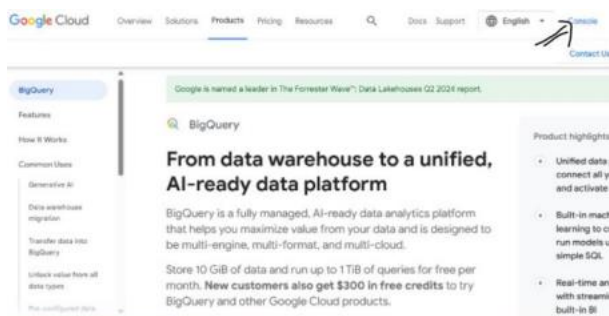 Google Cloud Overview Solutions Products Pricing Resources Docs Support English Console
Contact Us
BigQuery
Features
How It Works
Common Uses
Generative AI
Data warehouse
migration
Transfer data into
BigQuery
Unlock value from all
data types
Pre-configured data
Google is named a leader in The Forrester Wave™: Data Lakehouses Q2 2024 report.
BigQuery
From data warehouse to a unified,
AI-ready data platform
BigQuery is a fully managed, AI-ready data analytics platform
that helps you maximize value from your data and is designed to
be multi-engine, multi-format, and multi-cloud.
Store 10 GiB of data and run up to 1 TiB of queries for free per
month. New customers also get $300 in free credits to try
BigQuery and other Google Cloud products.
Product highlights
Unified data
connect all y
and activate
Built-in mach
learning to c
run models u
simple SQL
Real-time an
with streami
built-in BI